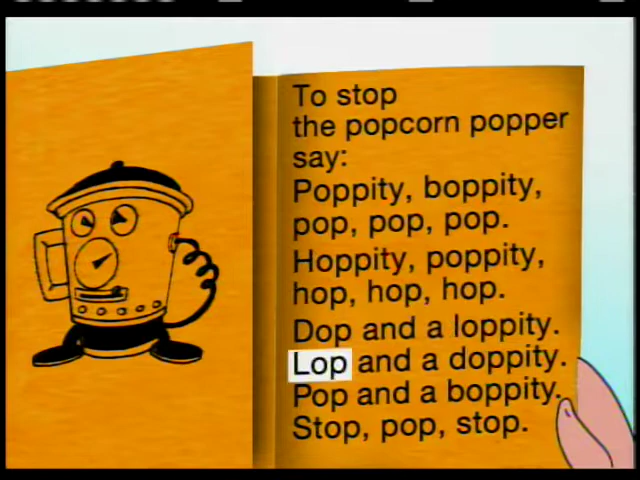 To stop
the popcorn popper
say:
Poppity, boppity,
pop, pop, pop.
Hoppity, poppity,
hop, hop, hop.
Dop and a loppity.
Lop and a doppity.
Pop and a boppity.
Stop, pop, stop.